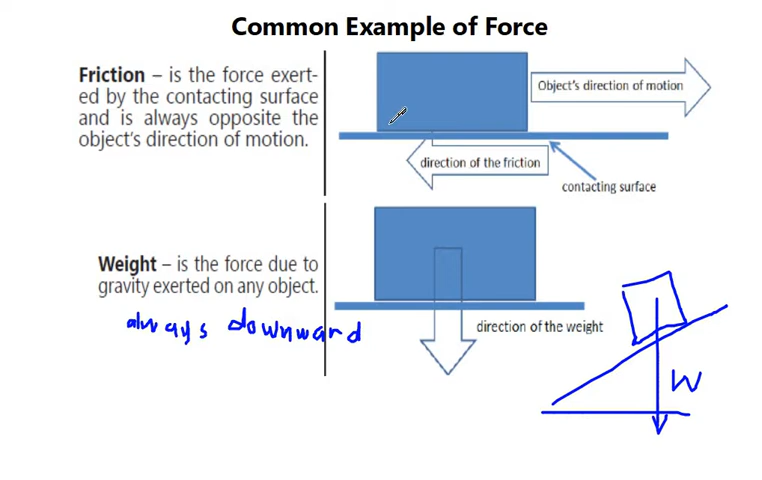 Common Example of Force
Friction – is the force exert-
ed by the contacting surface
and is always opposite the
object's direction of motion.
Object's direction of motion
direction of the friction
contacting surface
Weight – is the force due to
gravity exerted on any object.
always downward
direction of the weight
W